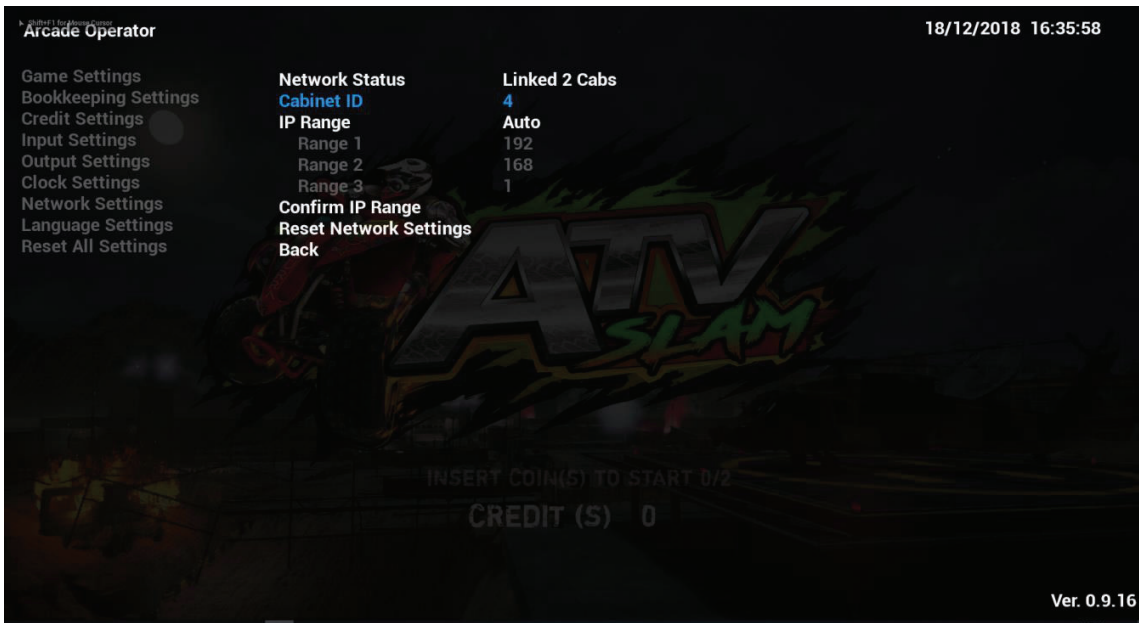 Shift+F1 for Mouse Cursor
Arcade Operator
18/12/2018 16:35:58
Game Settings
Bookkeeping Settings
Credit Settings
Input Settings
Output Settings
Clock Settings
Network Settings
Language Settings
Reset All Settings
Network Status Linked 2 Cabs
Cabinet ID 4
IP Range Auto
Range 1 192
Range 2 168
Range 3 1
Confirm IP Range
Reset Network Settings
Back
ATV
SLAM
INSERT COIN(S) TO START 0/2
CREDIT (S) 0
Ver. 0.9.16